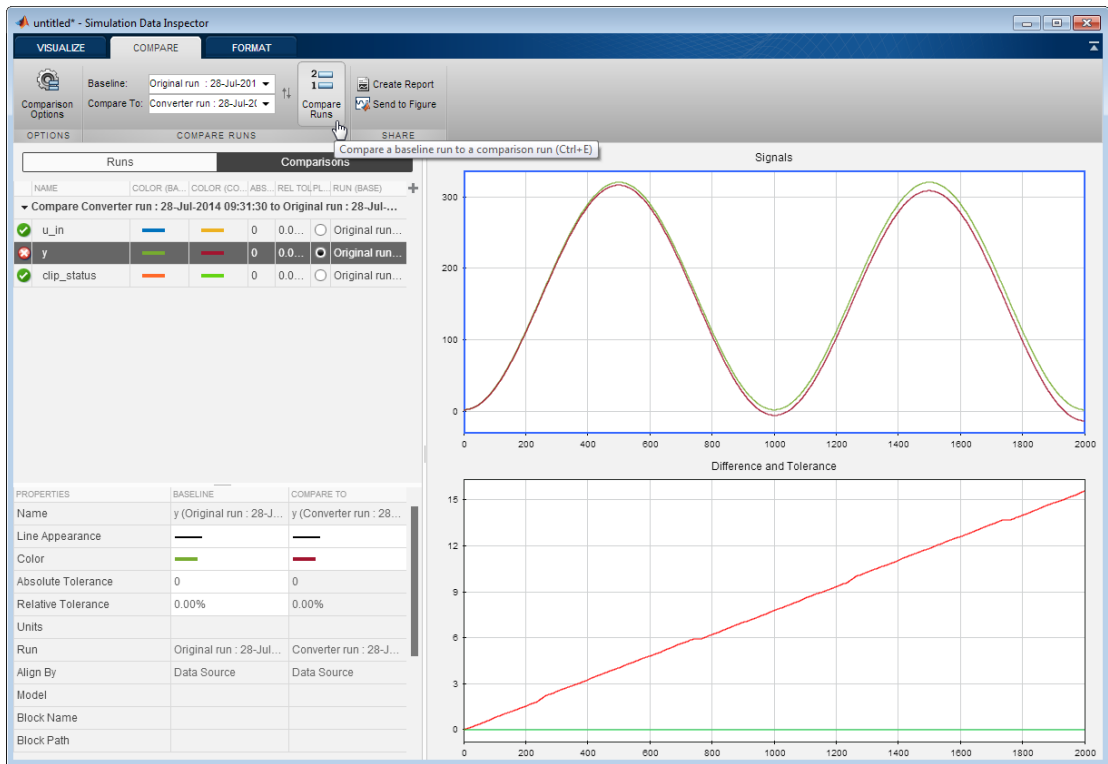 untitled* - Simulation Data Inspector
VISUALIZE COMPARE FORMAT
Comparison Options
Baseline: Original run : 28-Jul-201
Compare To: Converter run : 28-Jul-2(
2
1
Compare Runs
Create Report
Send to Figure
OPTIONS COMPARE RUNS SHARE
Compare a baseline run to a comparison run (Ctrl+E)
Runs Comparisons
NAME COLOR (BA... COLOR (CO... ABS... REL TOL PL... RUN (BASE)
Compare Converter run : 28-Jul-2014 09:31:30 to Original run : 28-Jul-...
u_in 0 0.0... Original run...
y 0 0.0... Original run...
clip_status 0 0.0... Original run...
PROPERTIES BASELINE COMPARE TO
Name y (Original run : 28-J... y (Converter run : 28...
Line Appearance
Color
Absolute Tolerance 0 0
Relative Tolerance 0.00% 0.00%
Units
Run Original run : 28-Jul... Converter run : 28-J...
Align By Data Source Data Source
Model
Block Name
Block Path
Signals
300
200
100
0
0 200 400 600 800 1000 1200 1400 1600 1800 2000
Difference and Tolerance
15
12
9
6
3
0
0 200 400 600 800 1000 1200 1400 1600 1800 2000